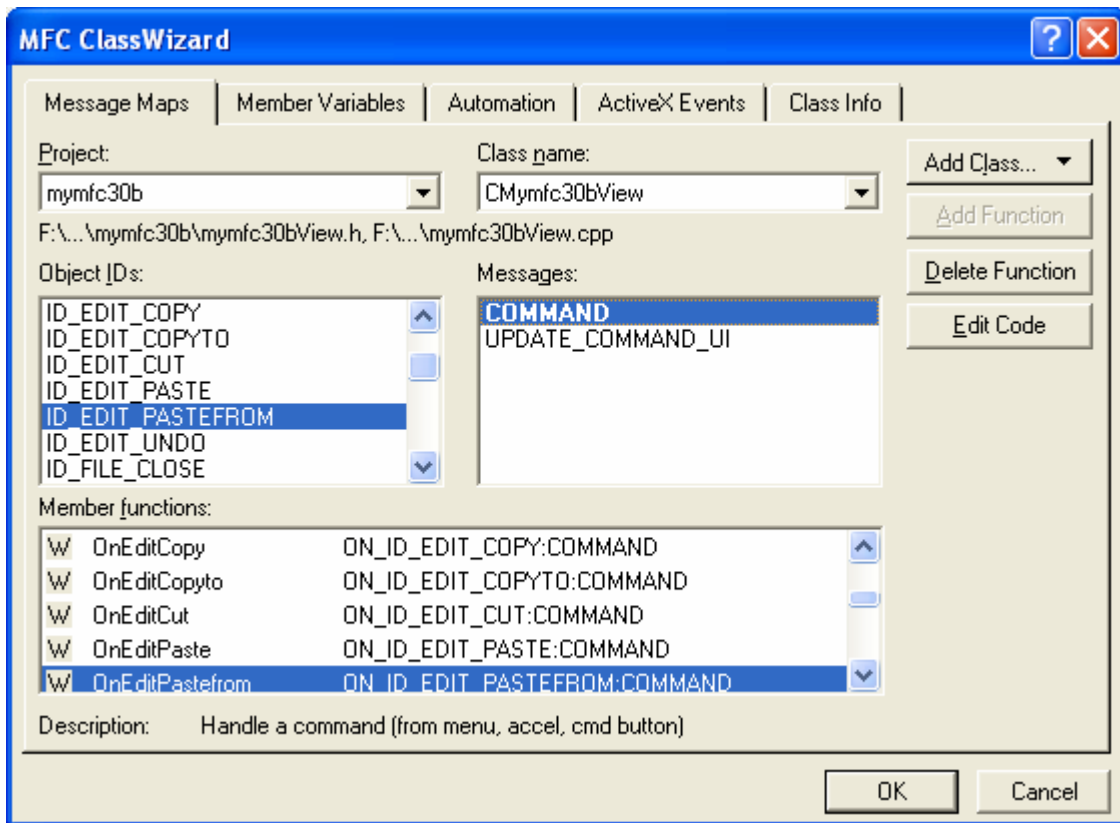 MFC ClassWizard
Message Maps Member Variables Automation ActiveX Events Class Info
Project: Class name:
mymfc30b CMymfc30bView
F:\...\mymfc30b\mymfc30bView.h, F:\...\mymfc30bView.cpp
Object IDs: Messages:
ID_EDIT_COPY
ID_EDIT_COPYTO
ID_EDIT_CUT
ID_EDIT_PASTE
ID_EDIT_PASTEFROM
ID_EDIT_UNDO
ID_FILE_CLOSE
COMMAND
UPDATE_COMMAND_UI
Add Class...
Add Function
Delete Function
Edit Code
Member functions:
W OnEditCopy ON_ID_EDIT_COPY:COMMAND
W OnEditCopyto ON_ID_EDIT_COPYTO:COMMAND
W OnEditCut ON_ID_EDIT_CUT:COMMAND
W OnEditPaste ON_ID_EDIT_PASTE:COMMAND
W OnEditPastefrom ON_ID_EDIT_PASTEFROM:COMMAND
Description: Handle a command (from menu, accel, cmd button)
OK Cancel